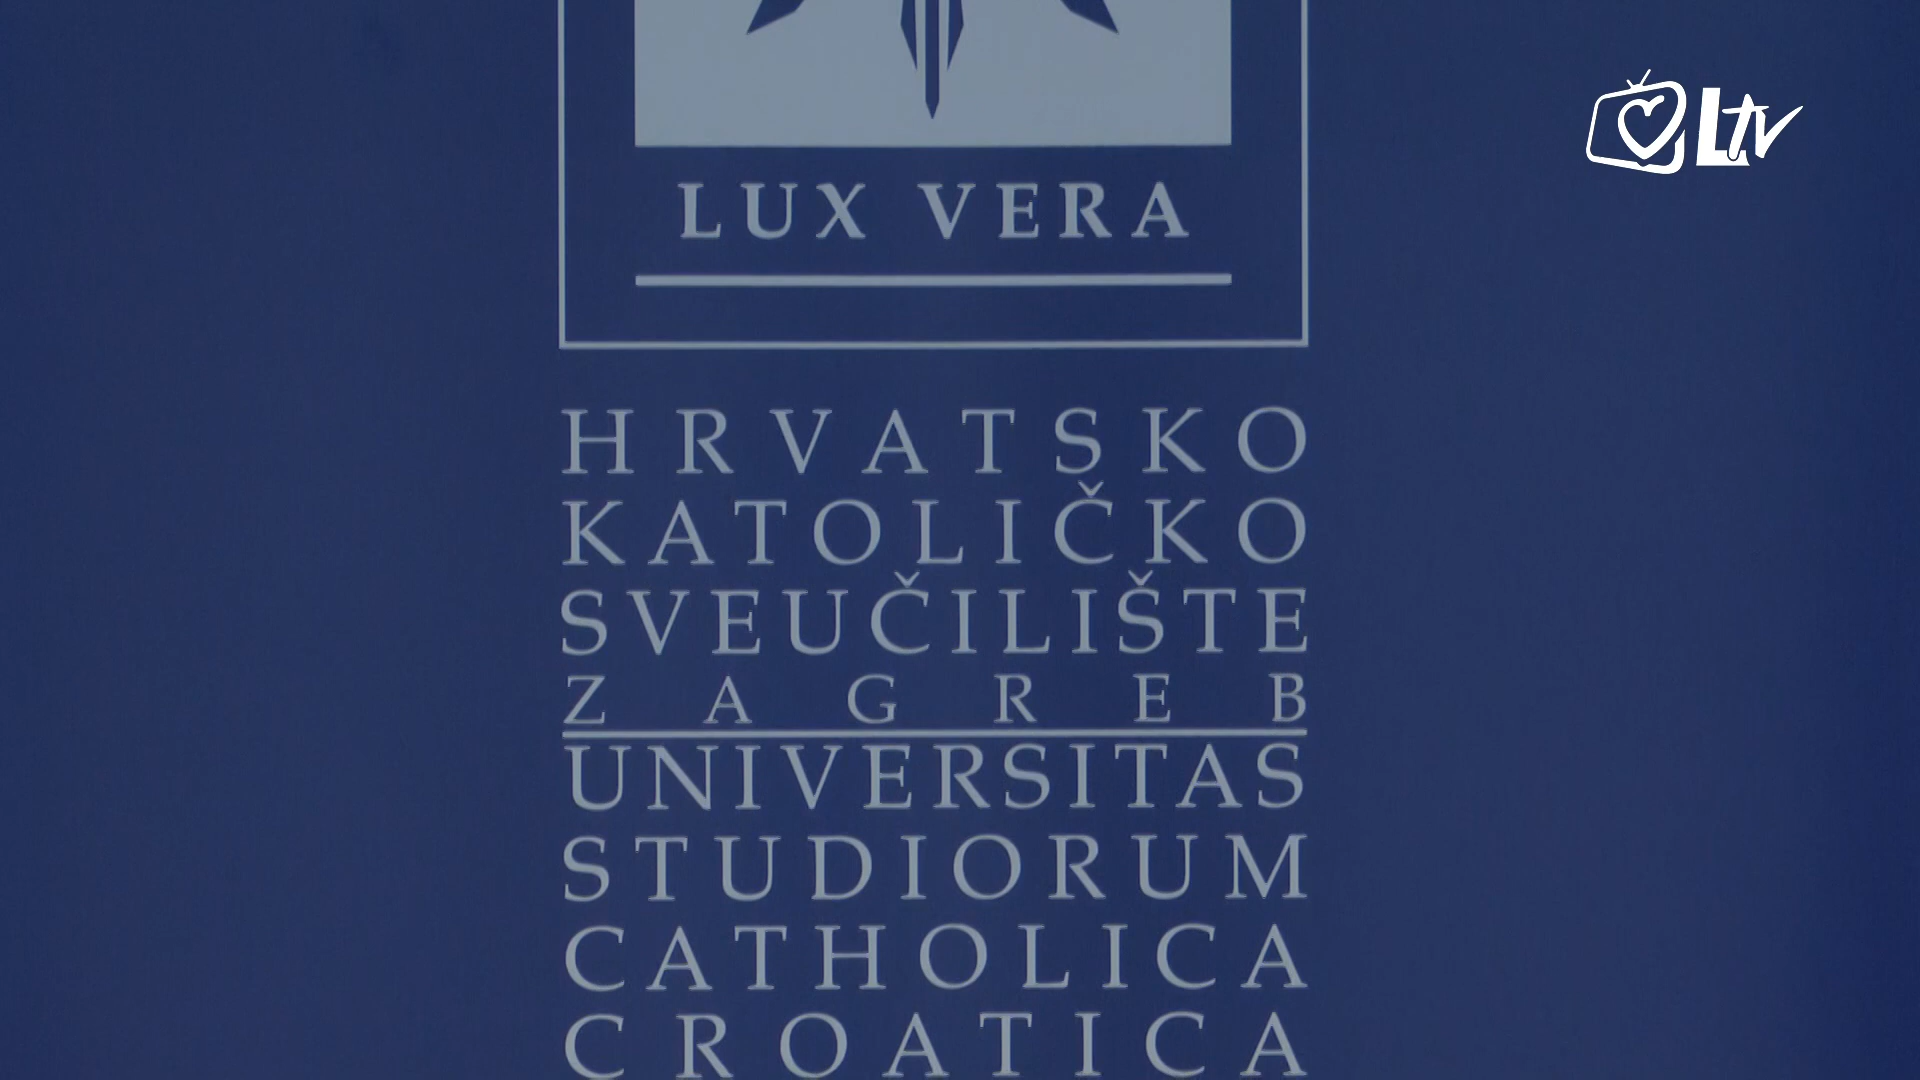 LTV
LUX VERA
HRVATSKO
KATOLIČKO
SVEUČILIŠTE
ZAGREB
UNIVERSITAS
STUDIORUM
CATHOLICA
CROATICA